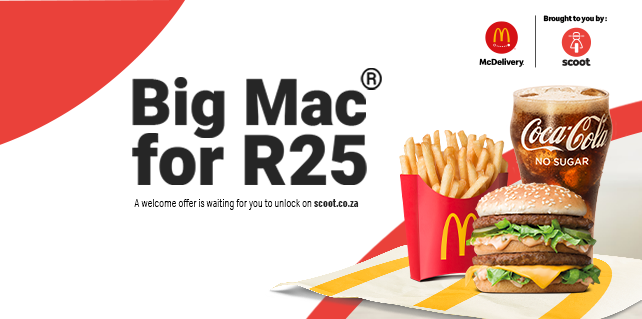 Brought to you by :
McDelivery.
scoot
Big Mac®
for R25
A welcome offer is waiting for you to unlock on scoot.co.za
Coca-Cola
NO SUGAR